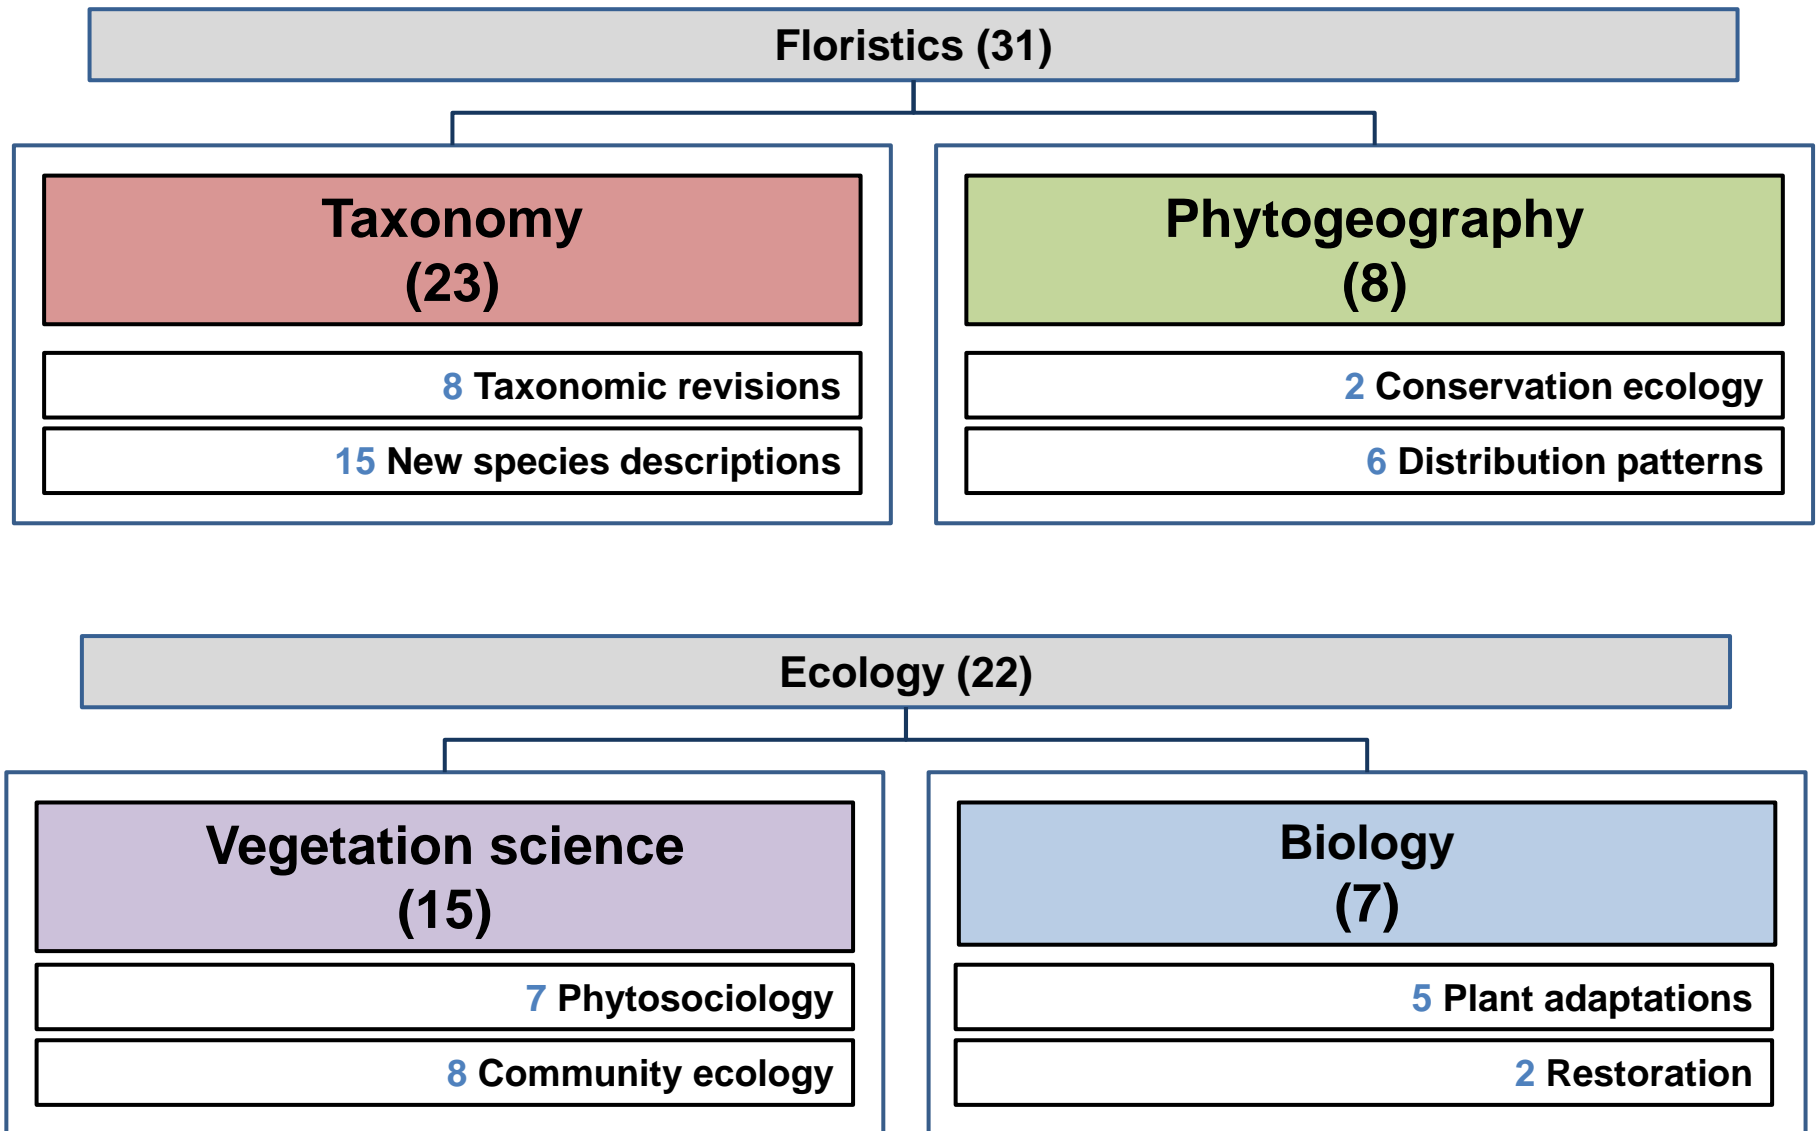 Floristics (31)
Taxonomy
(23)
8 Taxonomic revisions
15 New species descriptions
Phytogeography
(8)
2 Conservation ecology
6 Distribution patterns
Ecology (22)
Vegetation science
(15)
7 Phytosociology
8 Community ecology
Biology
(7)
5 Plant adaptations
2 Restoration